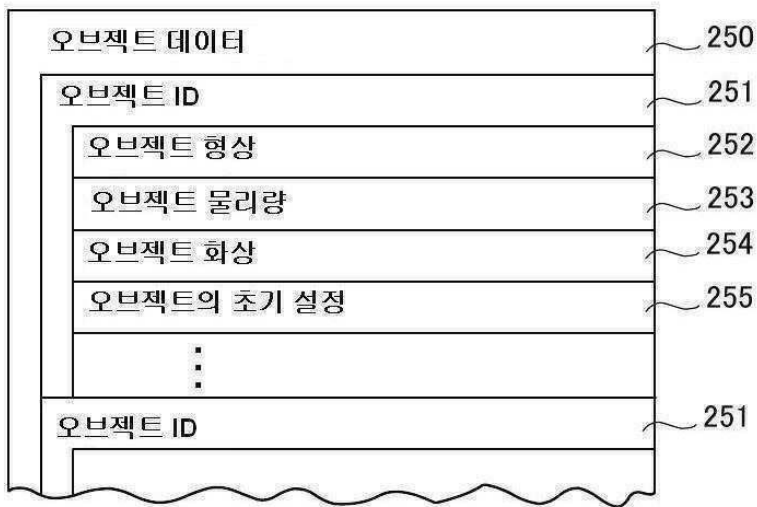 오브젝트 데이터 250
오브젝트 ID 251
오브젝트 형상 252
오브젝트 물리량 253
오브젝트 화상 254
오브젝트의 초기 설정 255
오브젝트 ID 251